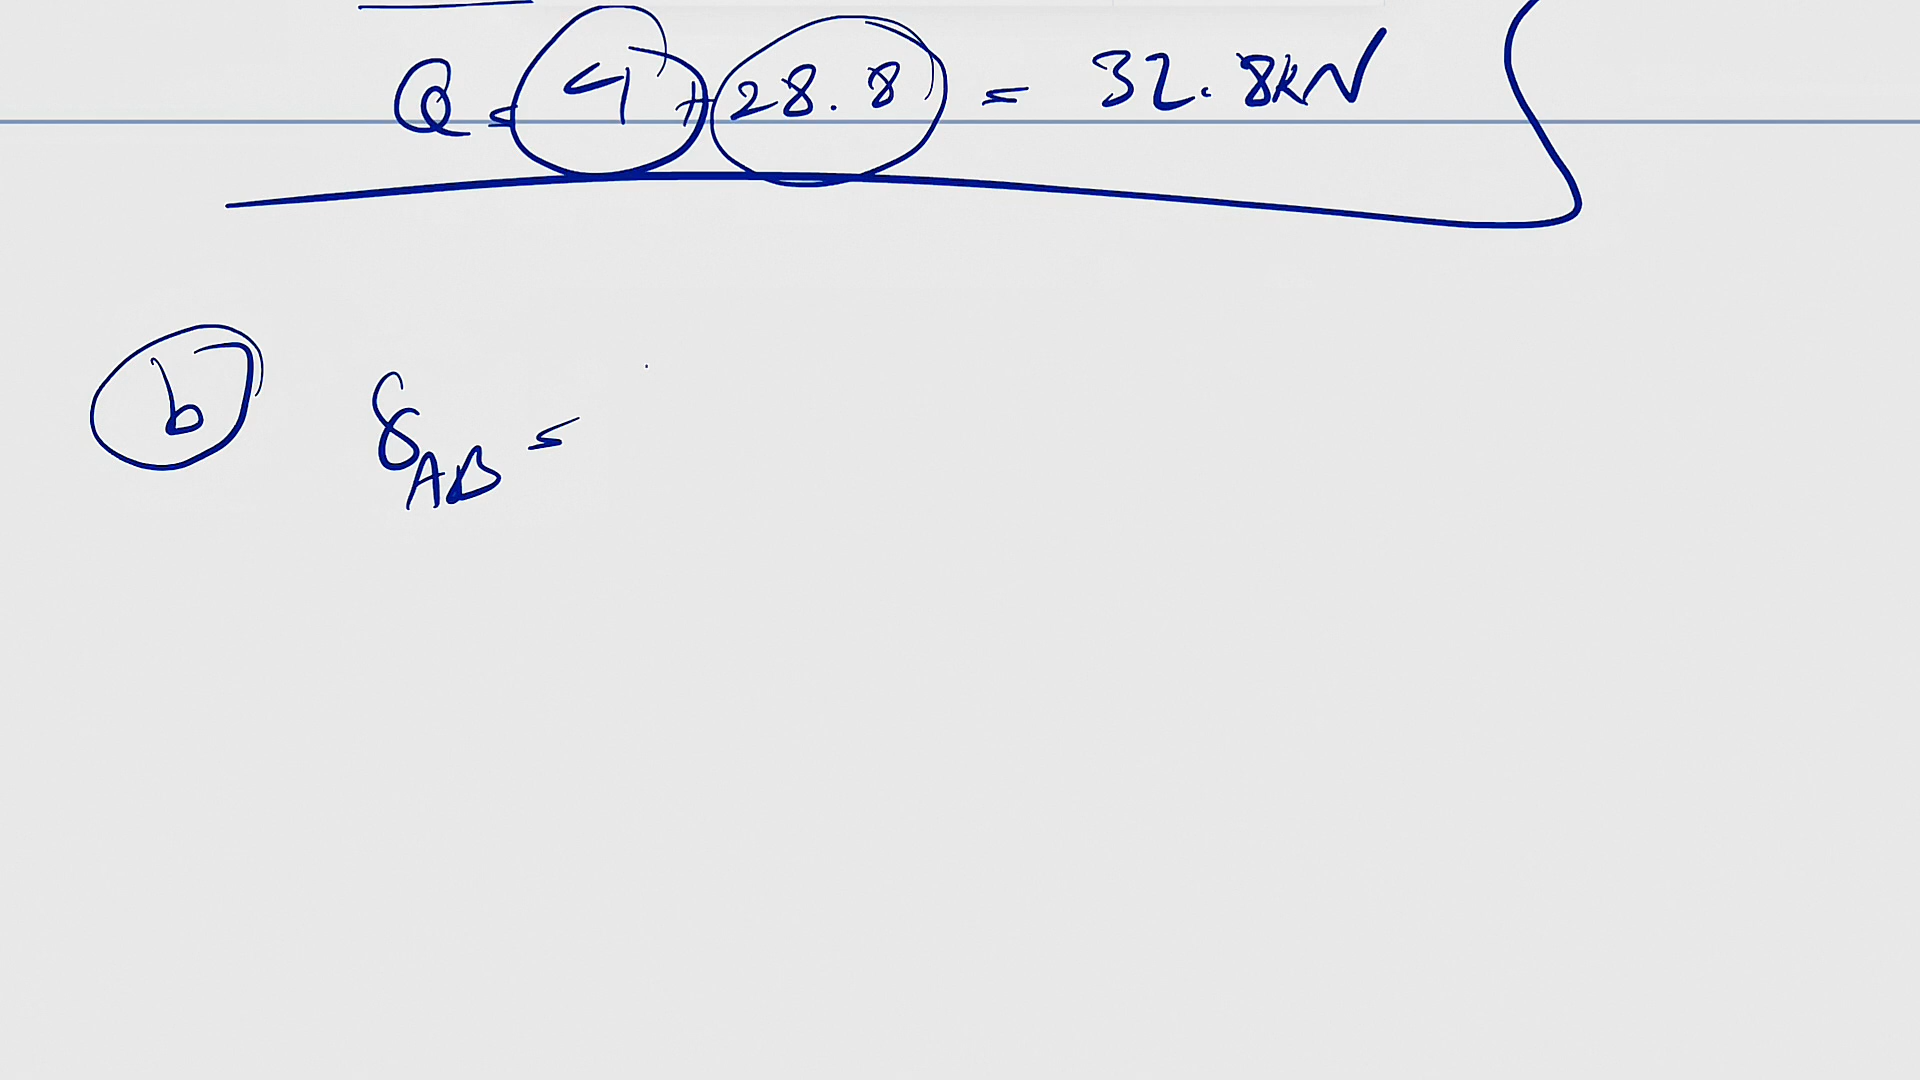 Q = 4 + 28.8 = 32.8kN
b δAB =